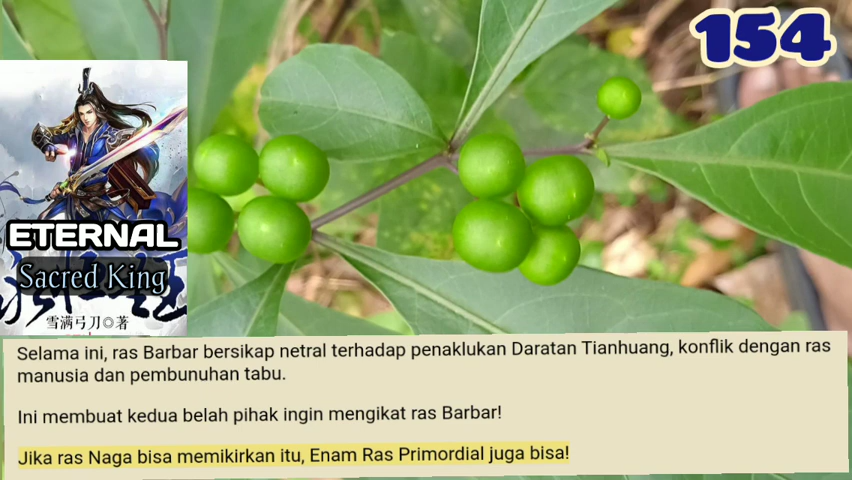 154
ETERNAL
Sacred King
雪满弓刀◎著
Selama ini, ras Barbar bersikap netral terhadap penaklukan Daratan Tianhuang, konflik dengan ras
manusia dan pembunuhan tabu.
Ini membuat kedua belah pihak ingin mengikat ras Barbar!
Jika ras Naga bisa memikirkan itu, Enam Ras Primordial juga bisa!